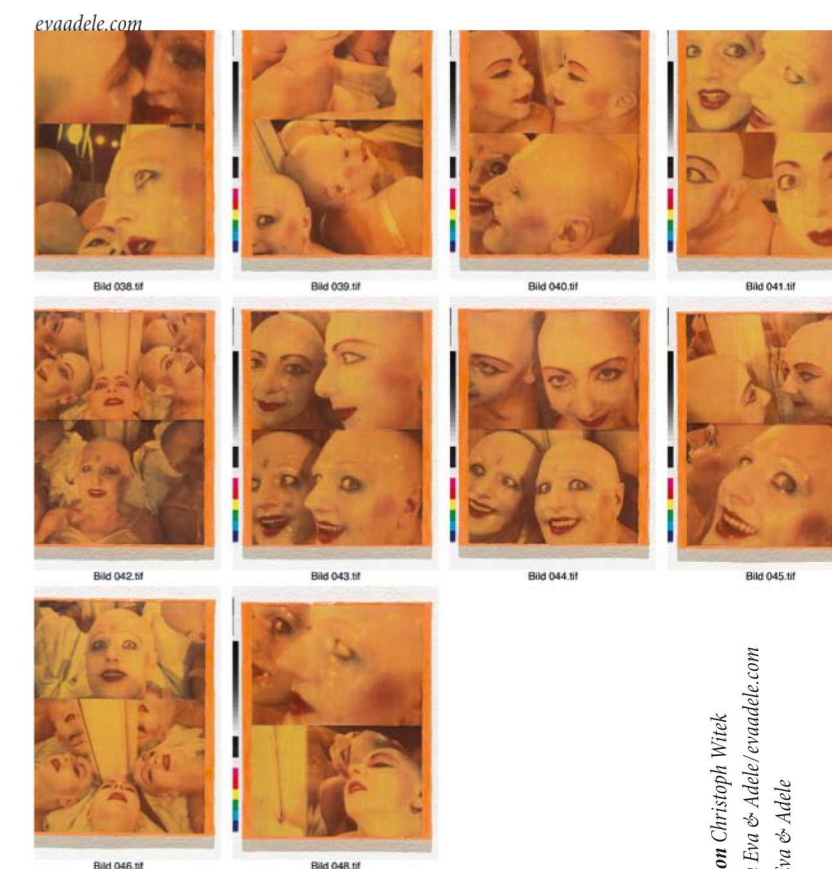 evaadele.com
Bild 038.tif
Bild 039.tif
Bild 040.tif
Bild 041.tif
Bild 042.tif
Bild 043.tif
Bild 044.tif
Bild 045.tif
Bild 046.tif
Bild 048.tif
Christoph Witek
Eva & Adele/evaadele.com
Eva & Adele